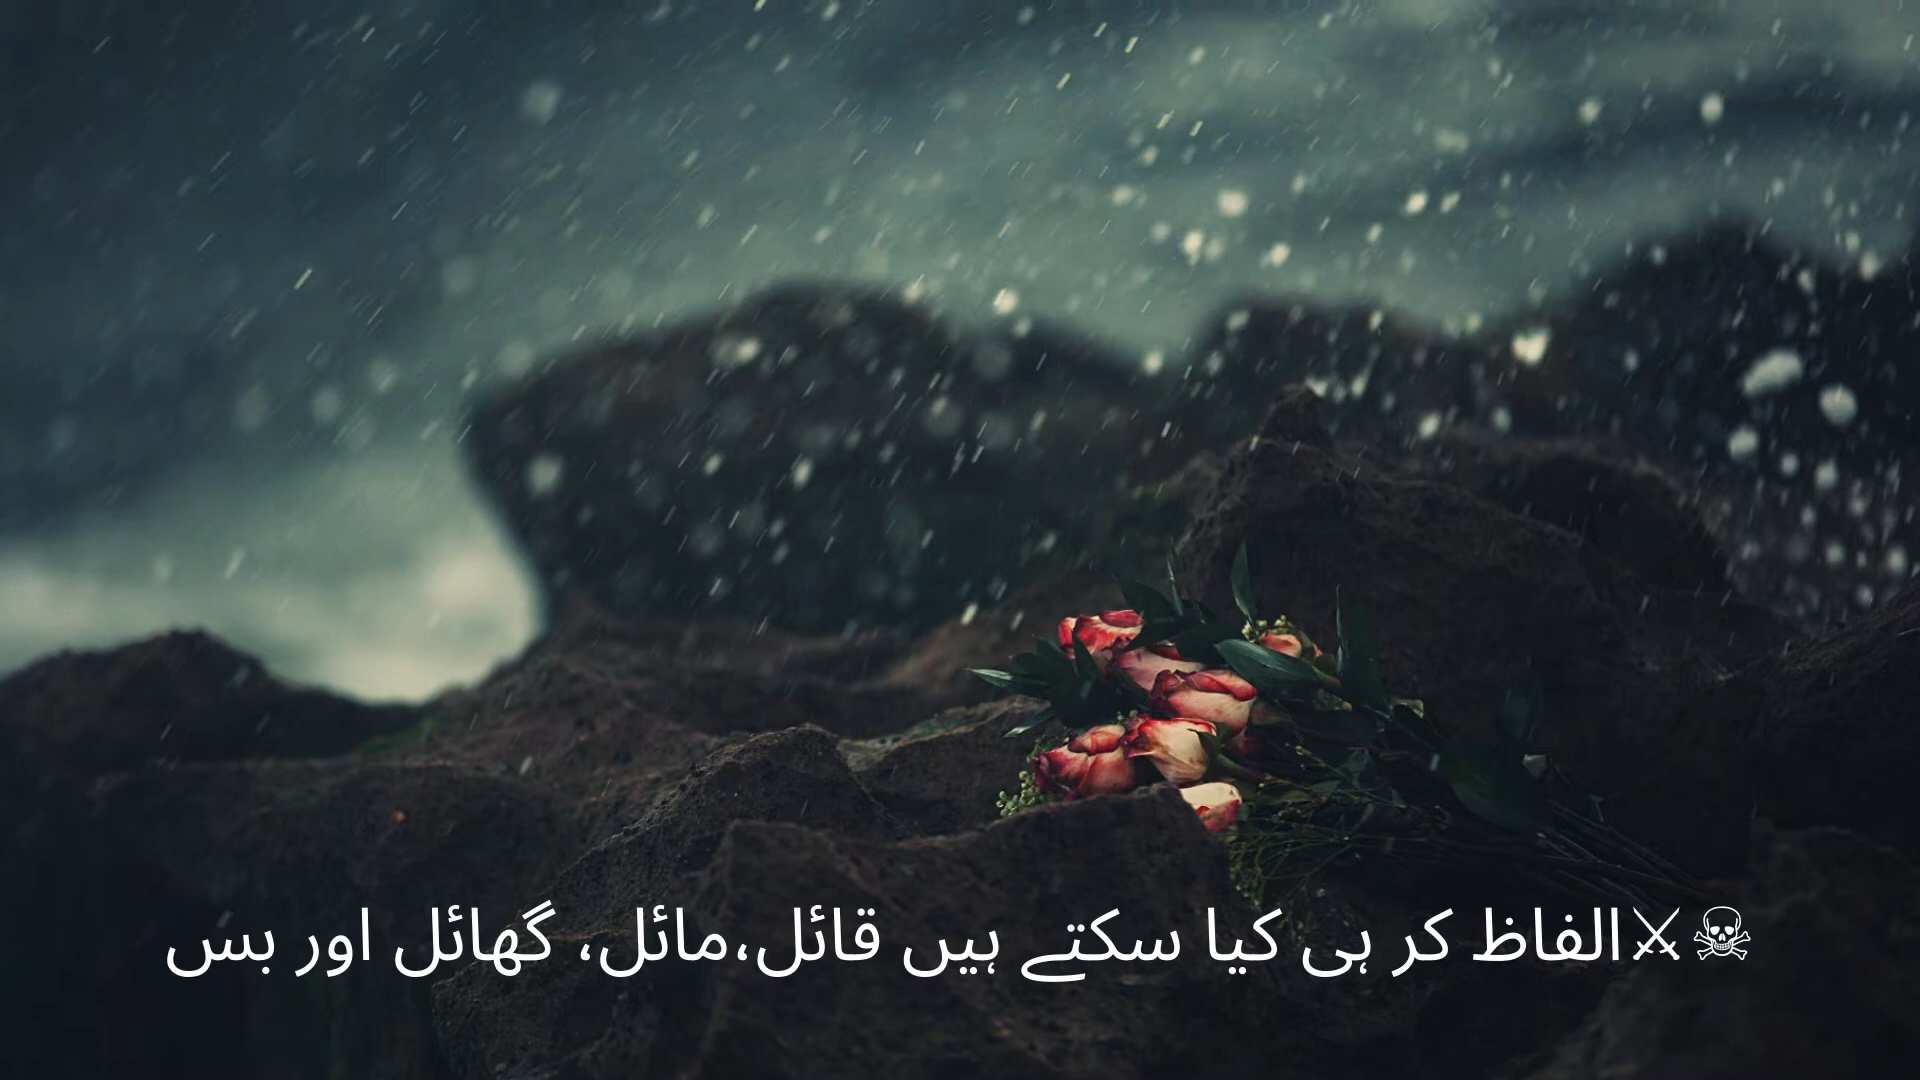 ☠⚔الفاظ کر ہی کیا سکتے ہیں قائل،مائل، گھائل اور بس